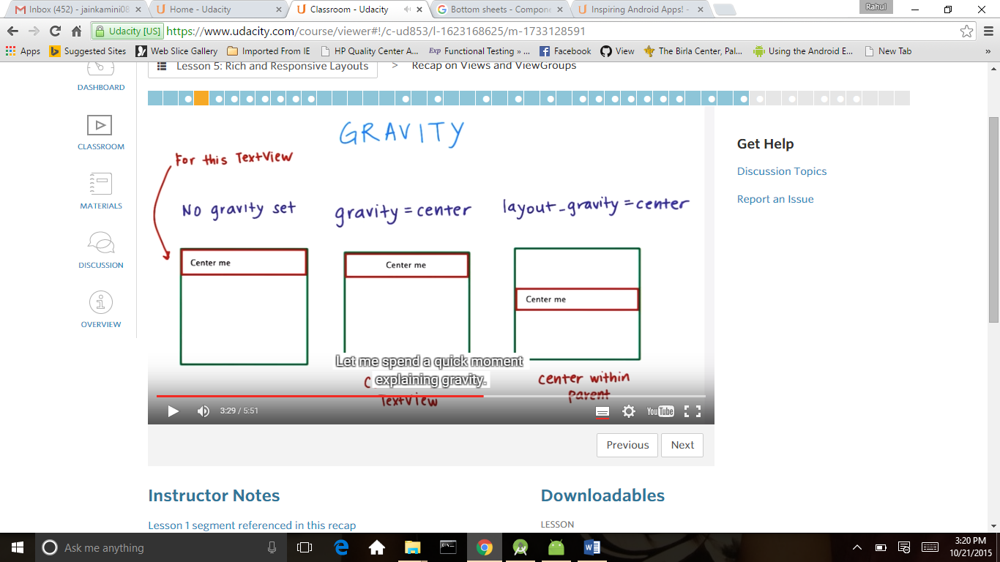 Rahul
Inbox (452) - jainkamini08
Home - Udacity
Classroom - Udacity
Bottom sheets - Compone
Inspiring Android Apps! -
Udacity [US]
https://www.udacity.com/course/viewer#!/c-ud853/l-1623168625/m-1733128591
Apps
Suggested Sites
Web Slice Gallery
Imported From IE
HP Quality Center A...
Exp Functional Testing » ...
Facebook
View
The Birla Center, Pal...
Using the Android E...
New Tab
»
Lesson 5: Rich and Responsive Layouts > Recap on Views and ViewGroups
DASHBOARD
CLASSROOM
MATERIALS
DISCUSSION
OVERVIEW
GRAVITY
For this TextView
No gravity set
gravity = center
layout_gravity = center
Center me
Center me
Center me
Let me spend a quick moment
explaining gravity.
TextView
center within
parent
3:29 / 5:51
YouTube
Previous
Next
Get Help
Discussion Topics
Report an Issue
Instructor Notes
Lesson 1 segment referenced in this recap
Downloadables
LESSON
Ask me anything
3:20 PM
10/21/2015